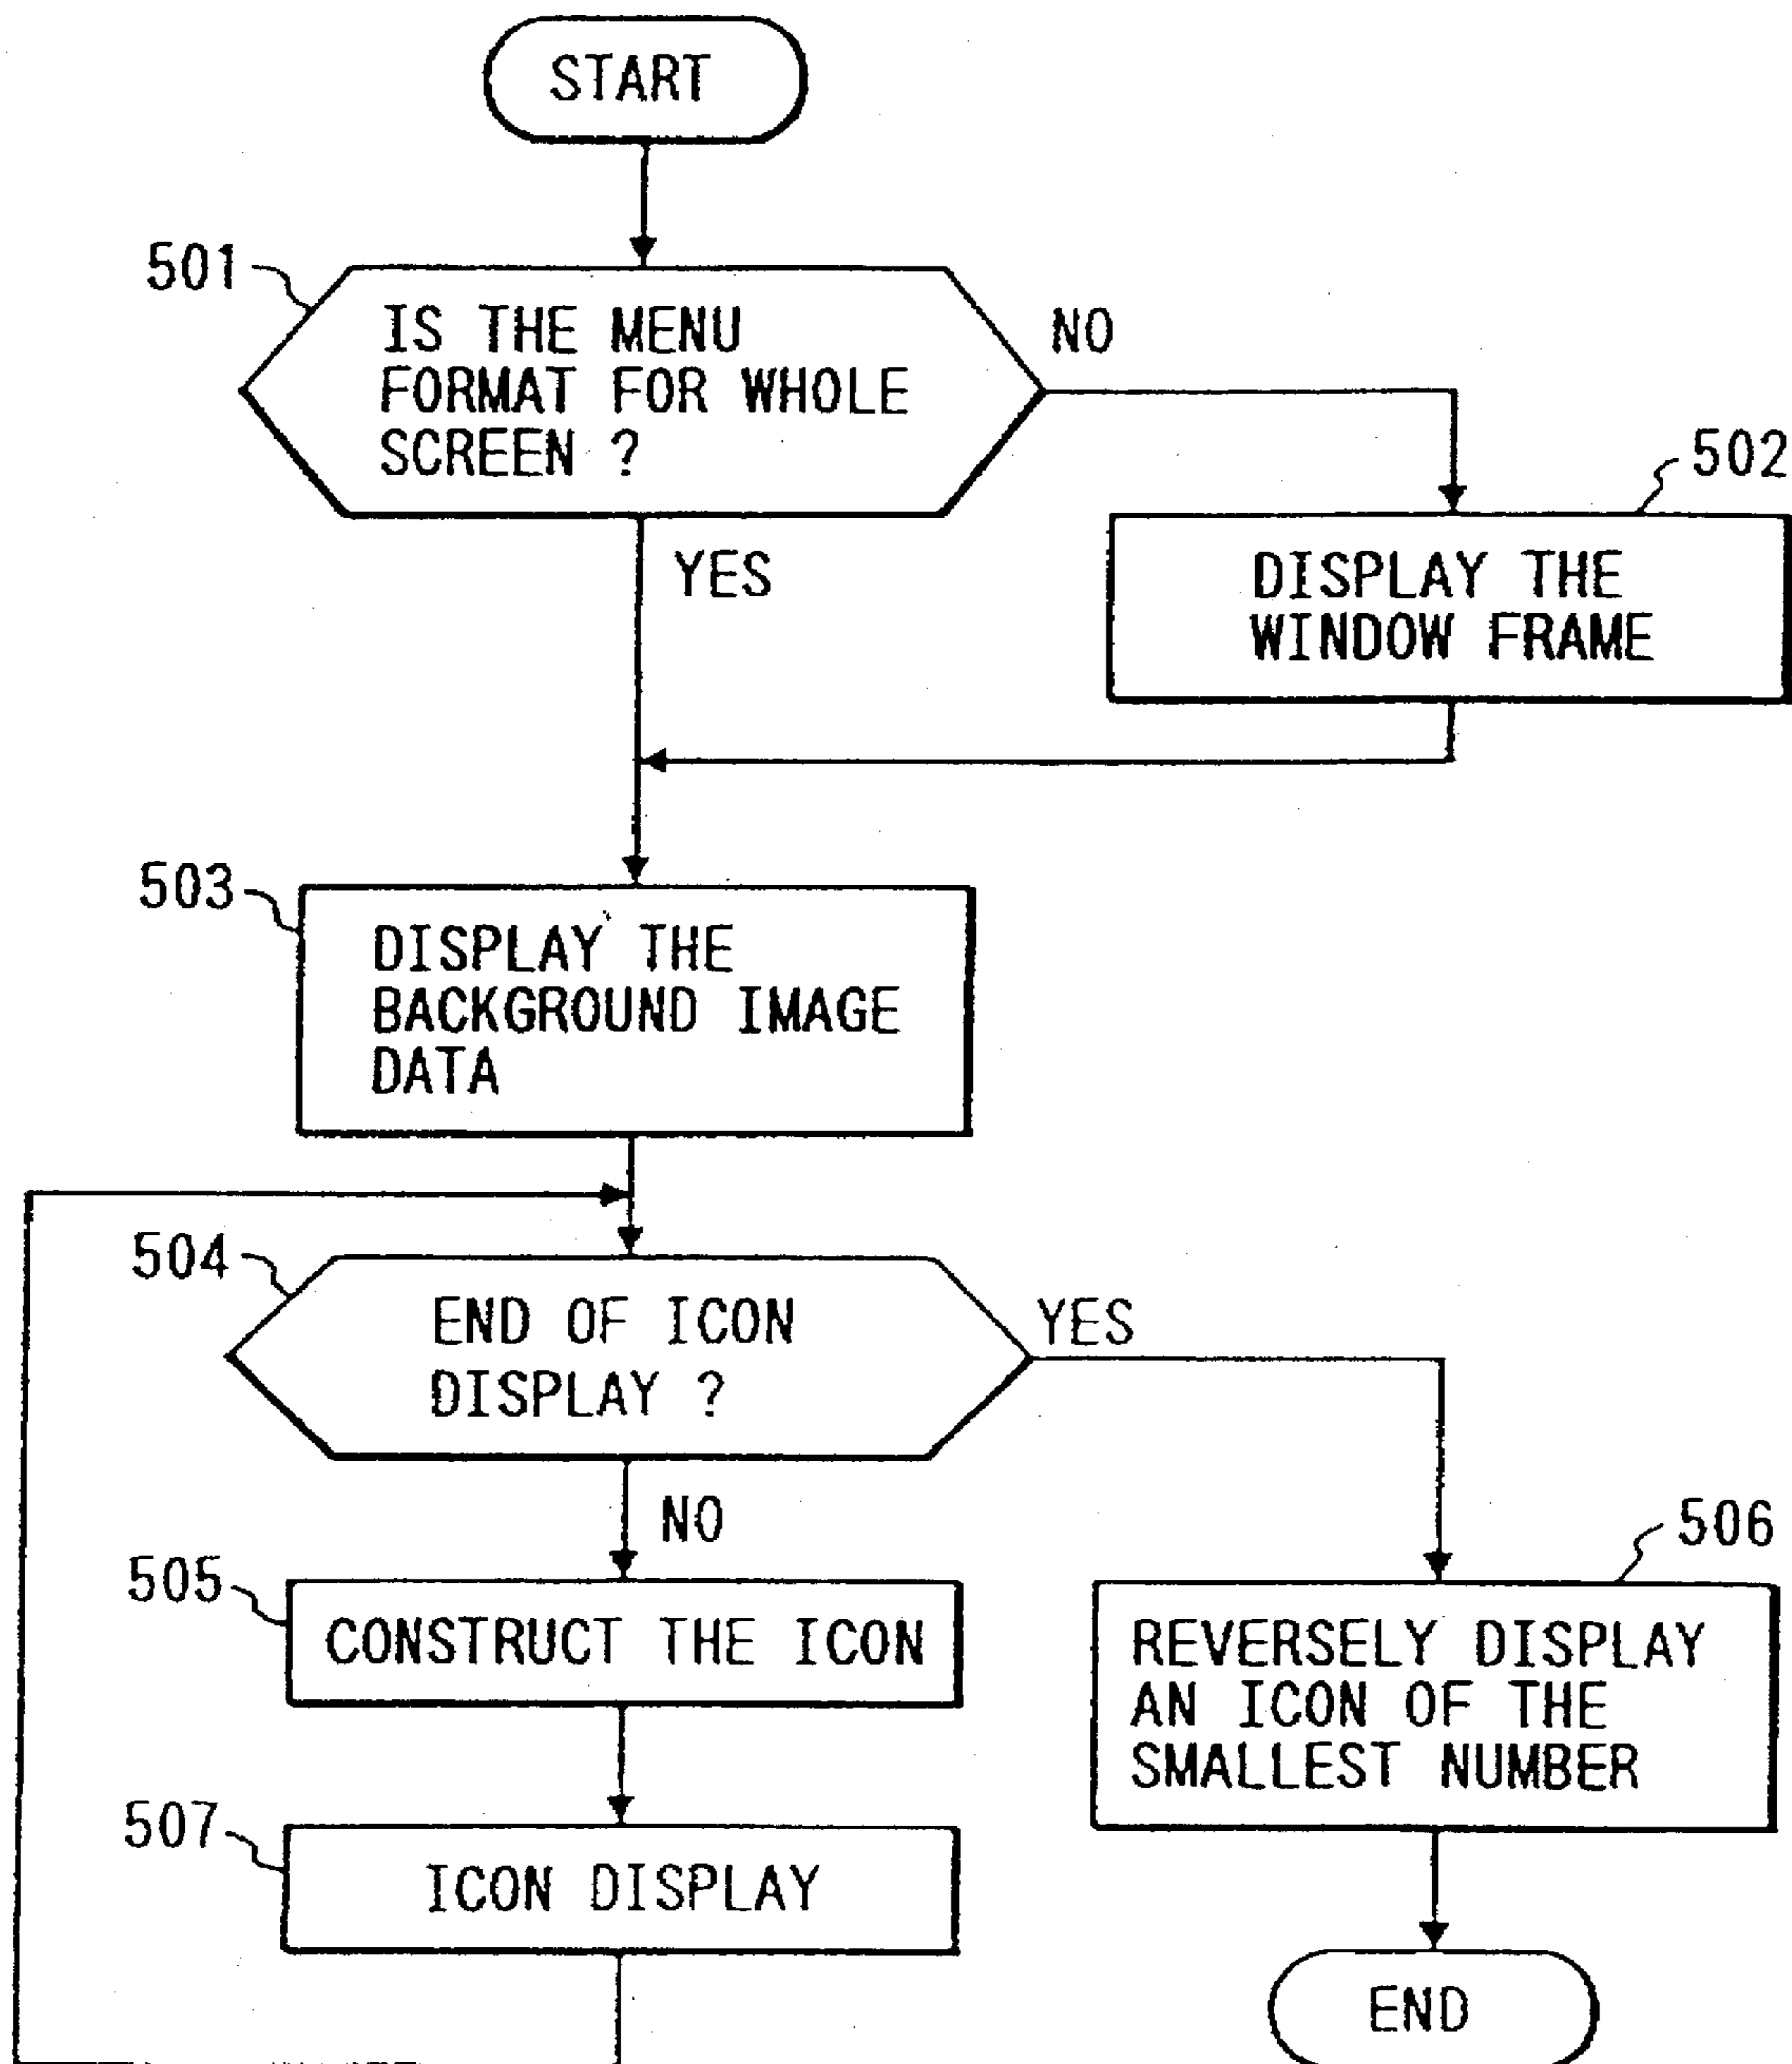 START
501
IS THE MENU
FORMAT FOR WHOLE
SCREEN ?
NO
502
YES
DISPLAY THE
WINDOW FRAME
503
DISPLAY THE
BACKGROUND IMAGE
DATA
504
END OF ICON
DISPLAY ?
YES
NO
505
CONSTRUCT THE ICON
506
REVERSELY DISPLAY
AN ICON OF THE
SMALLEST NUMBER
507
ICON DISPLAY
END